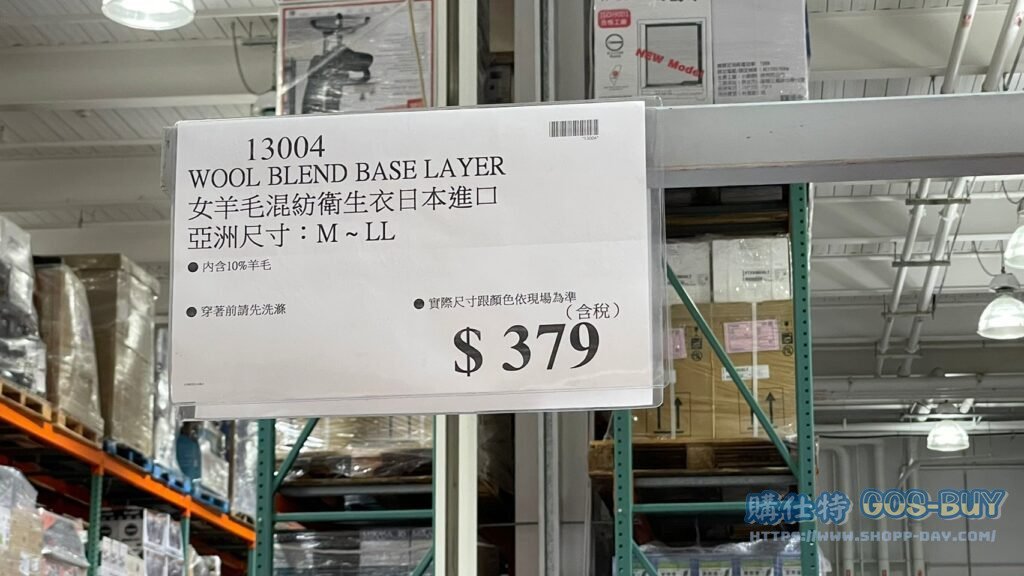 NEW Model
13004
"13004"
WOOL BLEND BASE LAYER
女羊毛混紡衛生衣日本進口
亞洲尺寸：M ~ LL
●內含10%羊毛
●穿著前請先洗滌
●實際尺寸跟顏色依現場為準
（含稅）
$ 379
購仕特 GOS-BUY
HTTPS://WWW.SHOPP-DAY.COM/